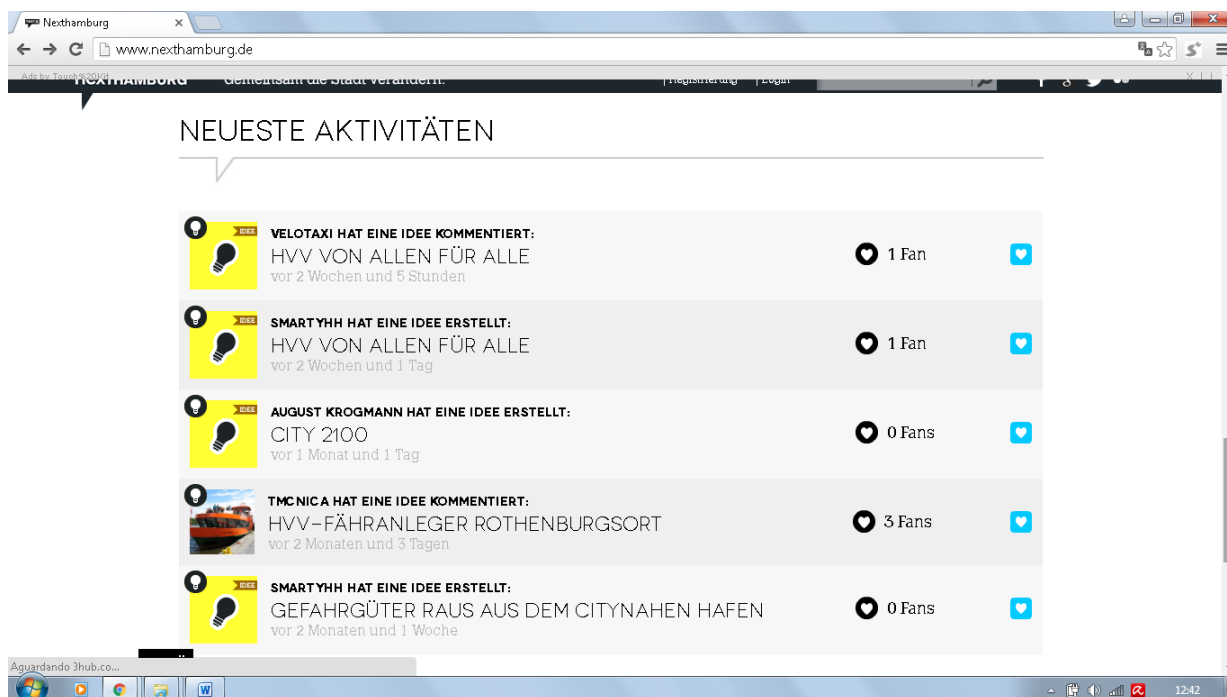 Nexthamburg
www.nexthamburg.de
Ads by Touch%20Kit
NEXTHAMBURG Gemeinsam die Stadt verändern. | Registrierung | Login
X
NEUESTE AKTIVITÄTEN
IDEE
VELOTAXI HAT EINE IDEE KOMMENTIERT:
HVV VON ALLEN FÜR ALLE
vor 2 Wochen und 5 Stunden
1 Fan
IDEE
SMARTYHH HAT EINE IDEE ERSTELLT:
HVV VON ALLEN FÜR ALLE
vor 2 Wochen und 1 Tag
1 Fan
IDEE
AUGUST KROGMANN HAT EINE IDEE ERSTELLT:
CITY 2100
vor 1 Monat und 1 Tag
0 Fans
TMCNICA HAT EINE IDEE KOMMENTIERT:
HVV-FÄHRANLEGER ROTHENBURGSORT
vor 2 Monaten und 3 Tagen
3 Fans
IDEE
SMARTYHH HAT EINE IDEE ERSTELLT:
GEFAHRGÜTER RAUS AUS DEM CITYNAHEN HAFEN
vor 2 Monaten und 1 Woche
0 Fans
Aguardando 3hub.co...
12:42